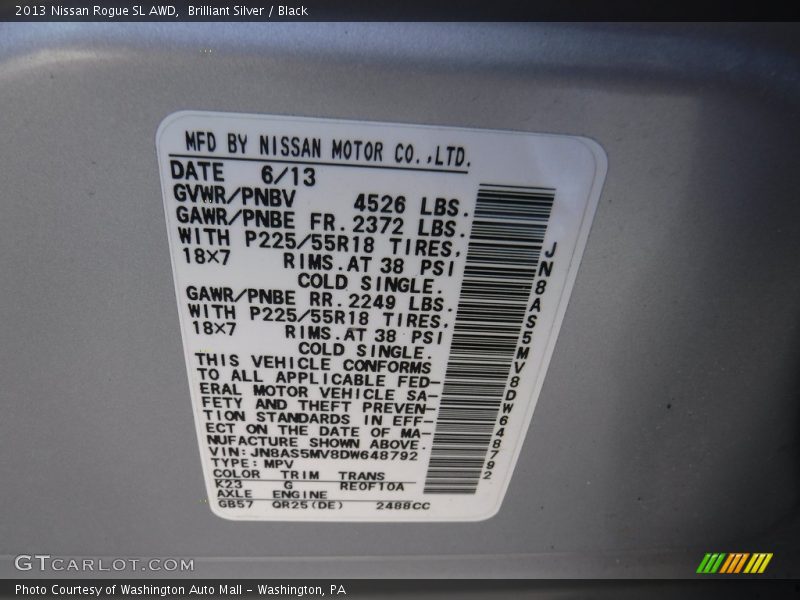 2013 Nissan Rogue SL AWD, Brilliant Silver / Black
MFD BY NISSAN MOTOR CO.,LTD.
DATE 6/13
GVWR/PNBV 4526 LBS.
GAWR/PNBE FR. 2372 LBS.
WITH P225/55R18 TIRES,
18×7 RIMS. AT 38 PSI
COLD SINGLE.
GAWR/PNBE RR. 2249 LBS.
WITH P225/55R18 TIRES,
18×7 RIMS. AT 38 PSI
COLD SINGLE.
THIS VEHICLE CONFORMS
TO ALL APPLICABLE FED-
ERAL MOTOR VEHICLE SA-
FETY AND THEFT PREVEN-
TION STANDARDS IN EFF-
ECT ON THE DATE OF MA-
NUFACTURE SHOWN ABOVE.
VIN: JN8AS5MV8DW648792
TYPE: MPV
COLOR TRIM TRANS
K23 G RE0F10A
AXLE ENGINE
GB57 QR25(DE) 2488CC
JN8AS5MV8DW648792
GTCARLOT.COM
Photo Courtesy of Washington Auto Mall – Washington, PA